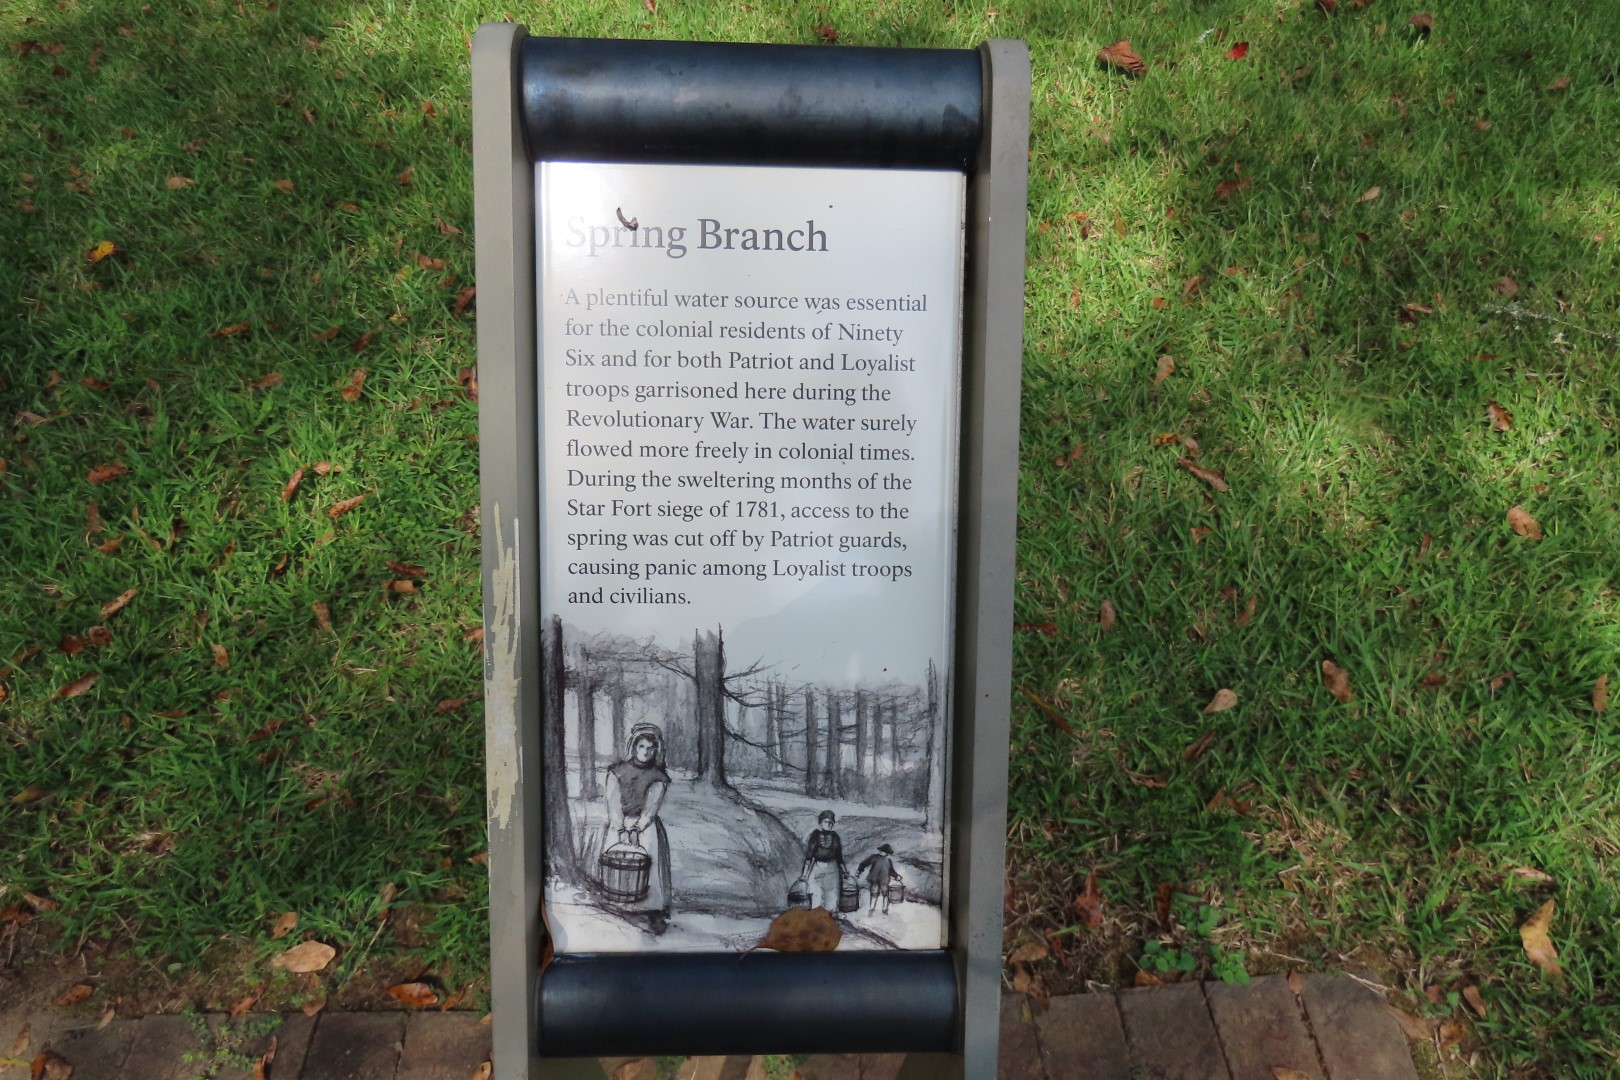 Spring Branch
A plentiful water source was essential
for the colonial residents of Ninety
Six and for both Patriot and Loyalist
troops garrisoned here during the
Revolutionary War. The water surely
flowed more freely in colonial times.
During the sweltering months of the
Star Fort siege of 1781, access to the
spring was cut off by Patriot guards,
causing panic among Loyalist troops
and civilians.